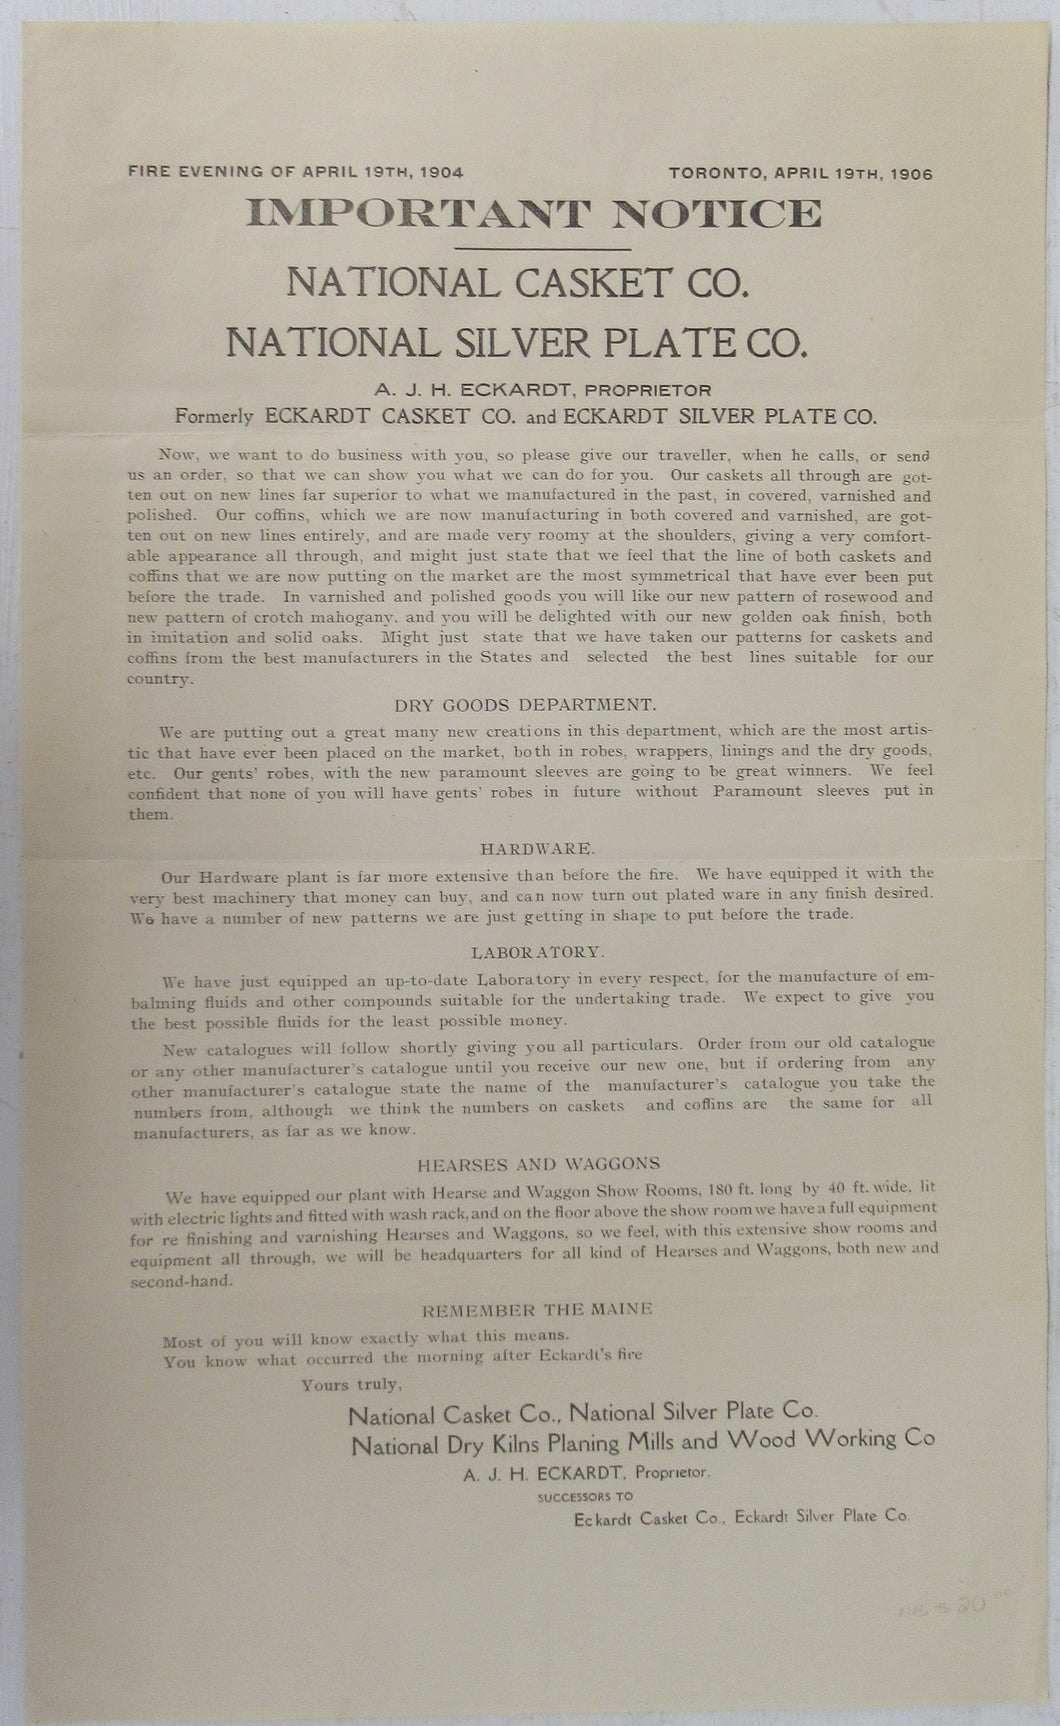 FIRE EVENING OF APRIL 19TH, 1904 TORONTO, APRIL 19TH, 1906
IMPORTANT NOTICE
NATIONAL CASKET CO.
NATIONAL SILVER PLATE CO.
A. J. H. ECKARDT, PROPRIETOR
Formerly ECKARDT CASKET CO. and ECKARDT SILVER PLATE CO.
Now, we want to do business with you, so please give our traveller, when he calls, or send
us an order, so that we can show you what we can do for you. Our caskets all through are got-
ten out on new lines far superior to what we manufactured in the past, in covered, varnished and
polished. Our coffins, which we are now manufacturing in both covered and varnished, are got-
ten out on new lines entirely, and are made very roomy at the shoulders, giving a very comfort-
able appearance all through, and might just state that we feel that the line of both caskets and
coffins that we are now putting on the market are the most symmetrical that have ever been put
before the trade. In varnished and polished goods you will like our new pattern of rosewood and
new pattern of crotch mahogany, and you will be delighted with our new golden oak finish, both
in imitation and solid oaks. Might just state that we have taken our patterns for caskets and
coffins from the best manufacturers in the States and selected the best lines suitable for our
country.
DRY GOODS DEPARTMENT.
We are putting out a great many new creations in this department, which are the most artis-
tic that have ever been placed on the market, both in robes, wrappers, linings and the dry goods,
etc. Our gents' robes, with the new paramount sleeves are going to be great winners. We feel
confident that none of you will have gents' robes in future without Paramount sleeves put in
them.
HARDWARE.
Our Hardware plant is far more extensive than before the fire. We have equipped it with the
very best machinery that money can buy, and can now turn out plated ware in any finish desired.
We have a number of new patterns we are just getting in shape to put before the trade.
LABORATORY.
We have just equipped an up-to-date Laboratory in every respect, for the manufacture of em-
balming fluids and other compounds suitable for the undertaking trade. We expect to give you
the best possible fluids for the least possible money.
New catalogues will follow shortly giving you all particulars. Order from our old catalogue
or any other manufacturer's catalogue until you receive our new one, but if ordering from any
other manufacturer's catalogue state the name of the manufacturer's catalogue you take the
numbers from, although we think the numbers on caskets and coffins are the same for all
manufacturers, as far as we know.
HEARSES AND WAGGONS
We have equipped our plant with Hearse and Waggon Show Rooms, 180 ft. long by 40 ft. wide, lit
with electric lights and fitted with wash rack, and on the floor above the show room we have a full equipment
for re finishing and varnishing Hearses and Waggons, so we feel, with this extensive show rooms and
equipment all through, we will be headquarters for all kind of Hearses and Waggons, both new and
second-hand.
REMEMBER THE MAINE
Most of you will know exactly what this means.
You know what occurred the morning after Eckardt's fire
Yours truly,
National Casket Co., National Silver Plate Co.
National Dry Kilns Planing Mills and Wood Working Co
A. J. H. ECKARDT, Proprietor.
SUCCESSORS TO
Eckardt Casket Co., Eckardt Silver Plate Co.
20